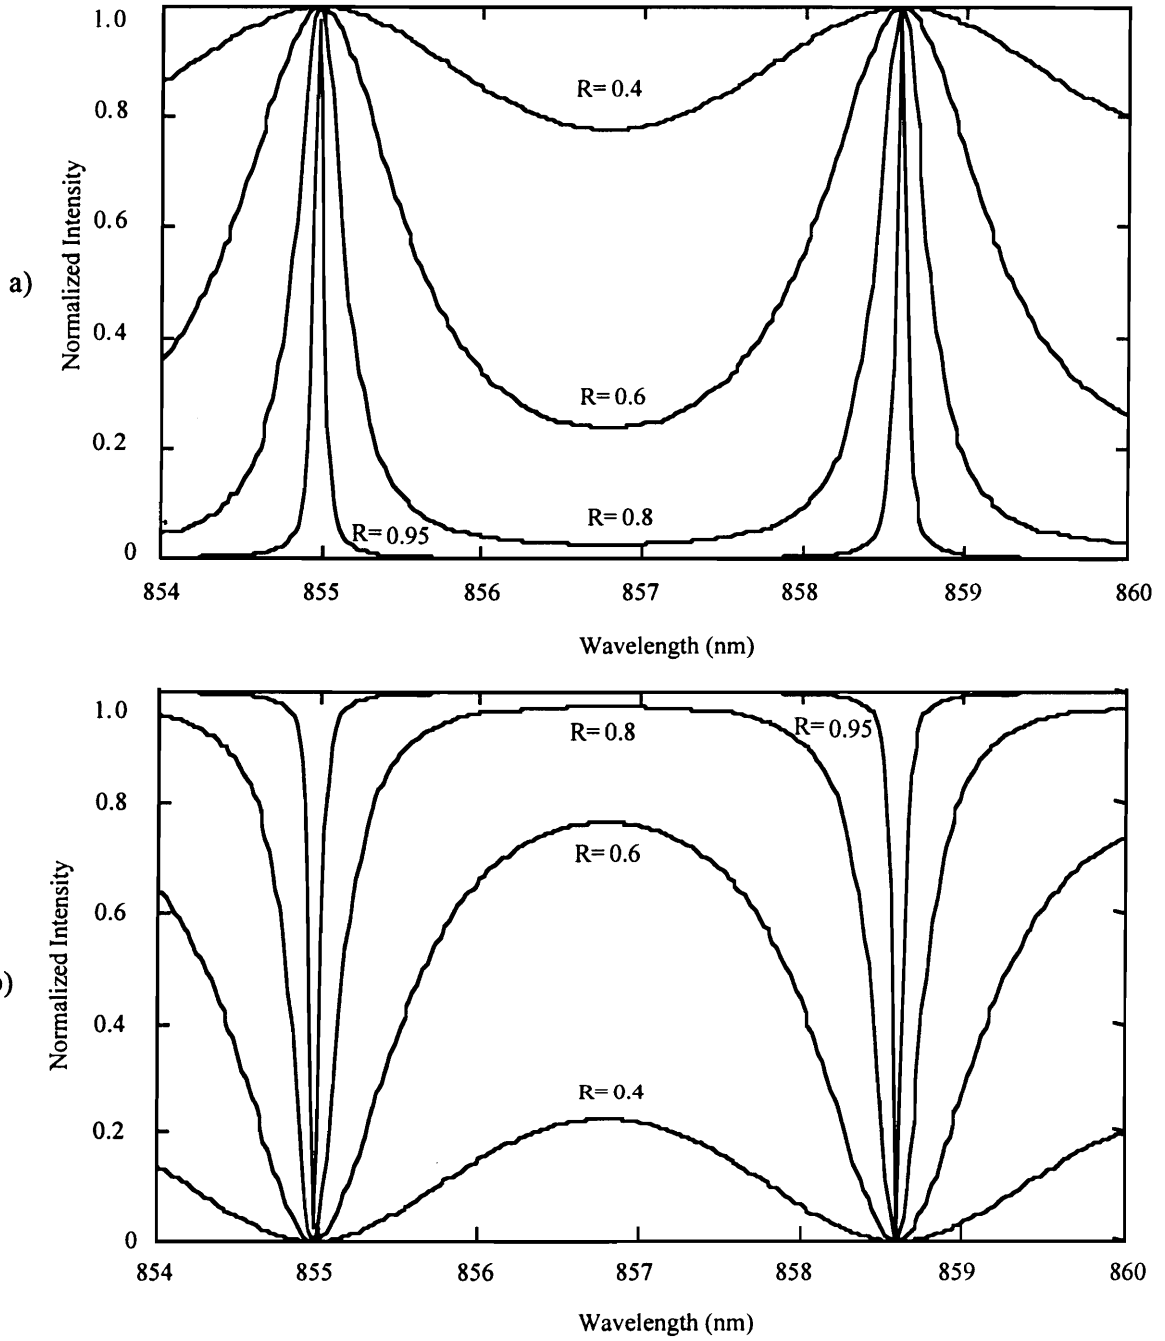 a)
Normalized Intensity
1.0
0.8
0.6
0.4
0.2
0
R= 0.4
R= 0.6
R= 0.8
R= 0.95
854 855 856 857 858 859 860
Wavelength (nm)
)
Normalized Intensity
1.0
0.8
0.6
0.4
0.2
0
R= 0.8
R= 0.95
R= 0.6
R= 0.4
854 855 856 857 858 859 860
Wavelength (nm)